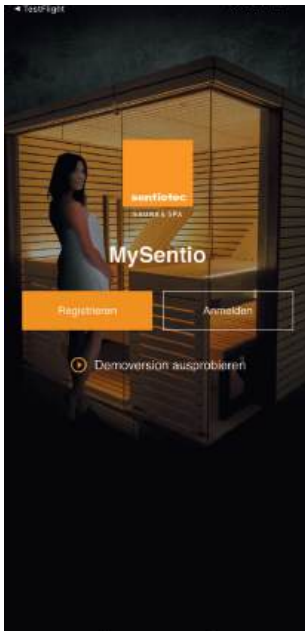 ◄ TestFlight
sentiotec
SAUNA & SPA
MySentio
Registrieren
Anmelden
Demoversion ausprobieren